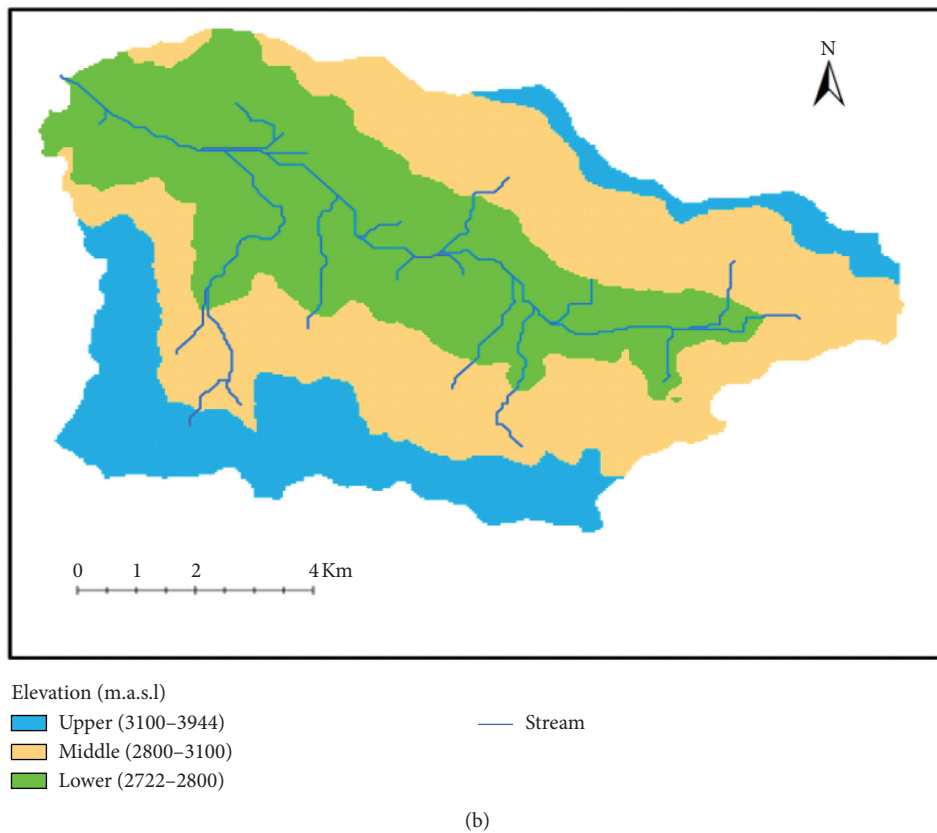 N
0 1 2 4 Km
Elevation (m.a.s.l)
Upper (3100–3944)
Middle (2800–3100)
Lower (2722–2800)
Stream
(b)